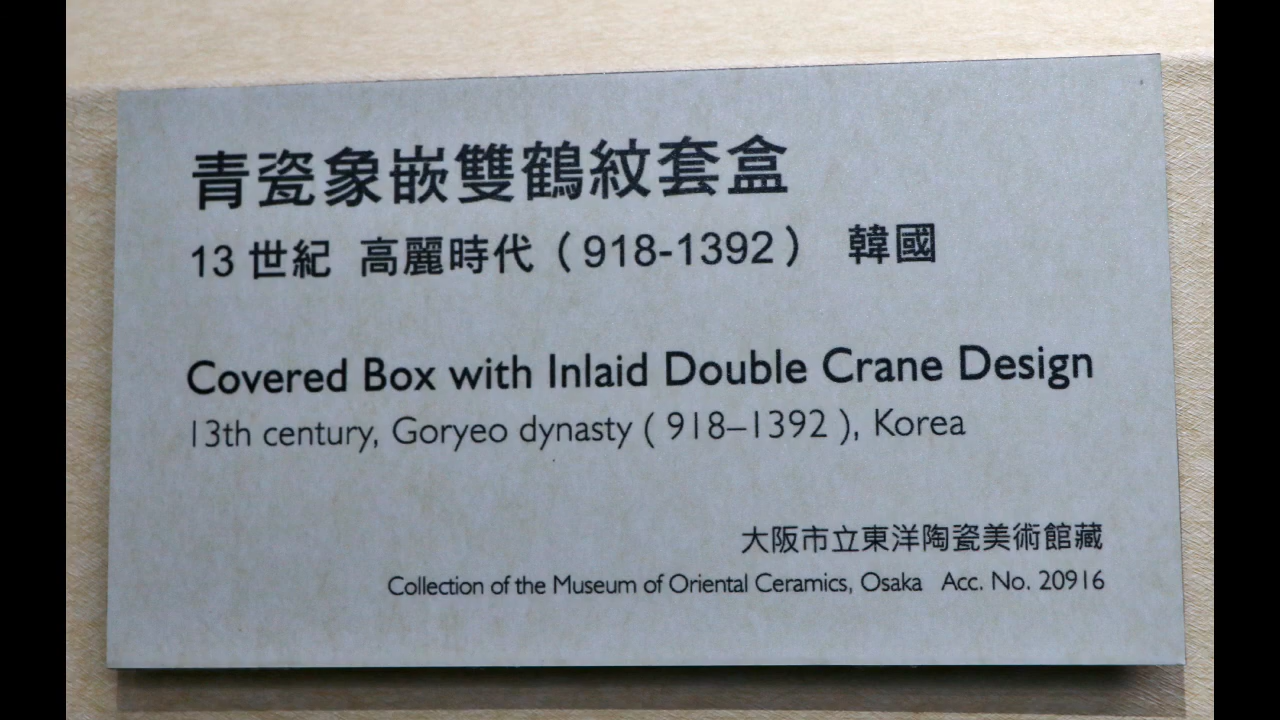 青瓷象嵌雙鶴紋套盒
13 世紀 高麗時代（918-1392） 韓國
Covered Box with Inlaid Double Crane Design
13th century, Goryeo dynasty ( 918–1392 ), Korea
大阪市立東洋陶瓷美術館藏
Collection of the Museum of Oriental Ceramics, Osaka Acc. No. 20916